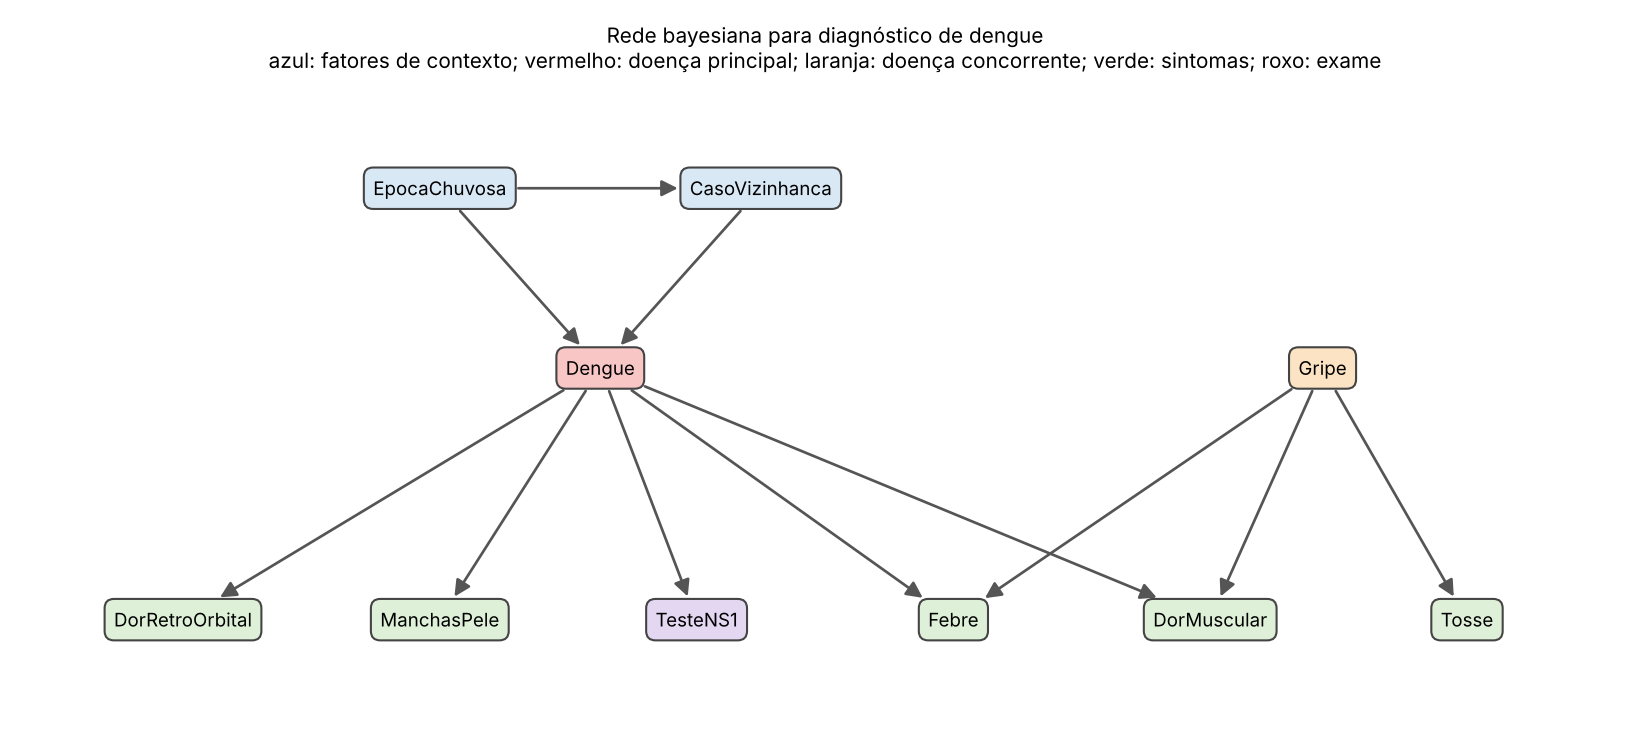 Rede bayesiana para diagnóstico de dengue
azul: fatores de contexto; vermelho: doença principal; laranja: doença concorrente; verde: sintomas; roxo: exame
EpocaChuvosa
CasoVizinhanca
Dengue
Gripe
DorRetroOrbital
ManchasPele
TesteNS1
Febre
DorMuscular
Tosse